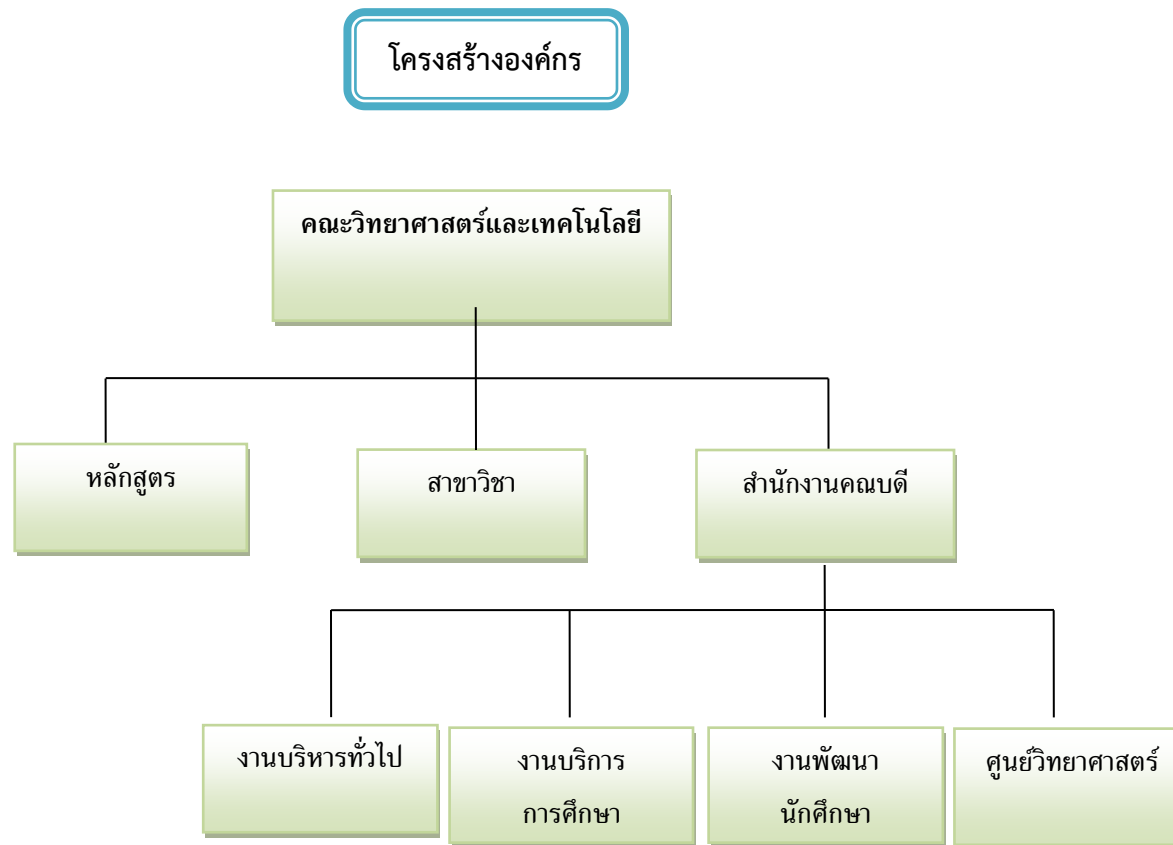 โครงสร้างองค์กร
คณะวิทยาศาสตร์และเทคโนโลยี
หลักสูตร
สาขาวิชา
สำนักงานคณบดี
งานบริหารทั่วไป
งานบริการ
การศึกษา
งานพัฒนา
นักศึกษา
ศูนย์วิทยาศาสตร์